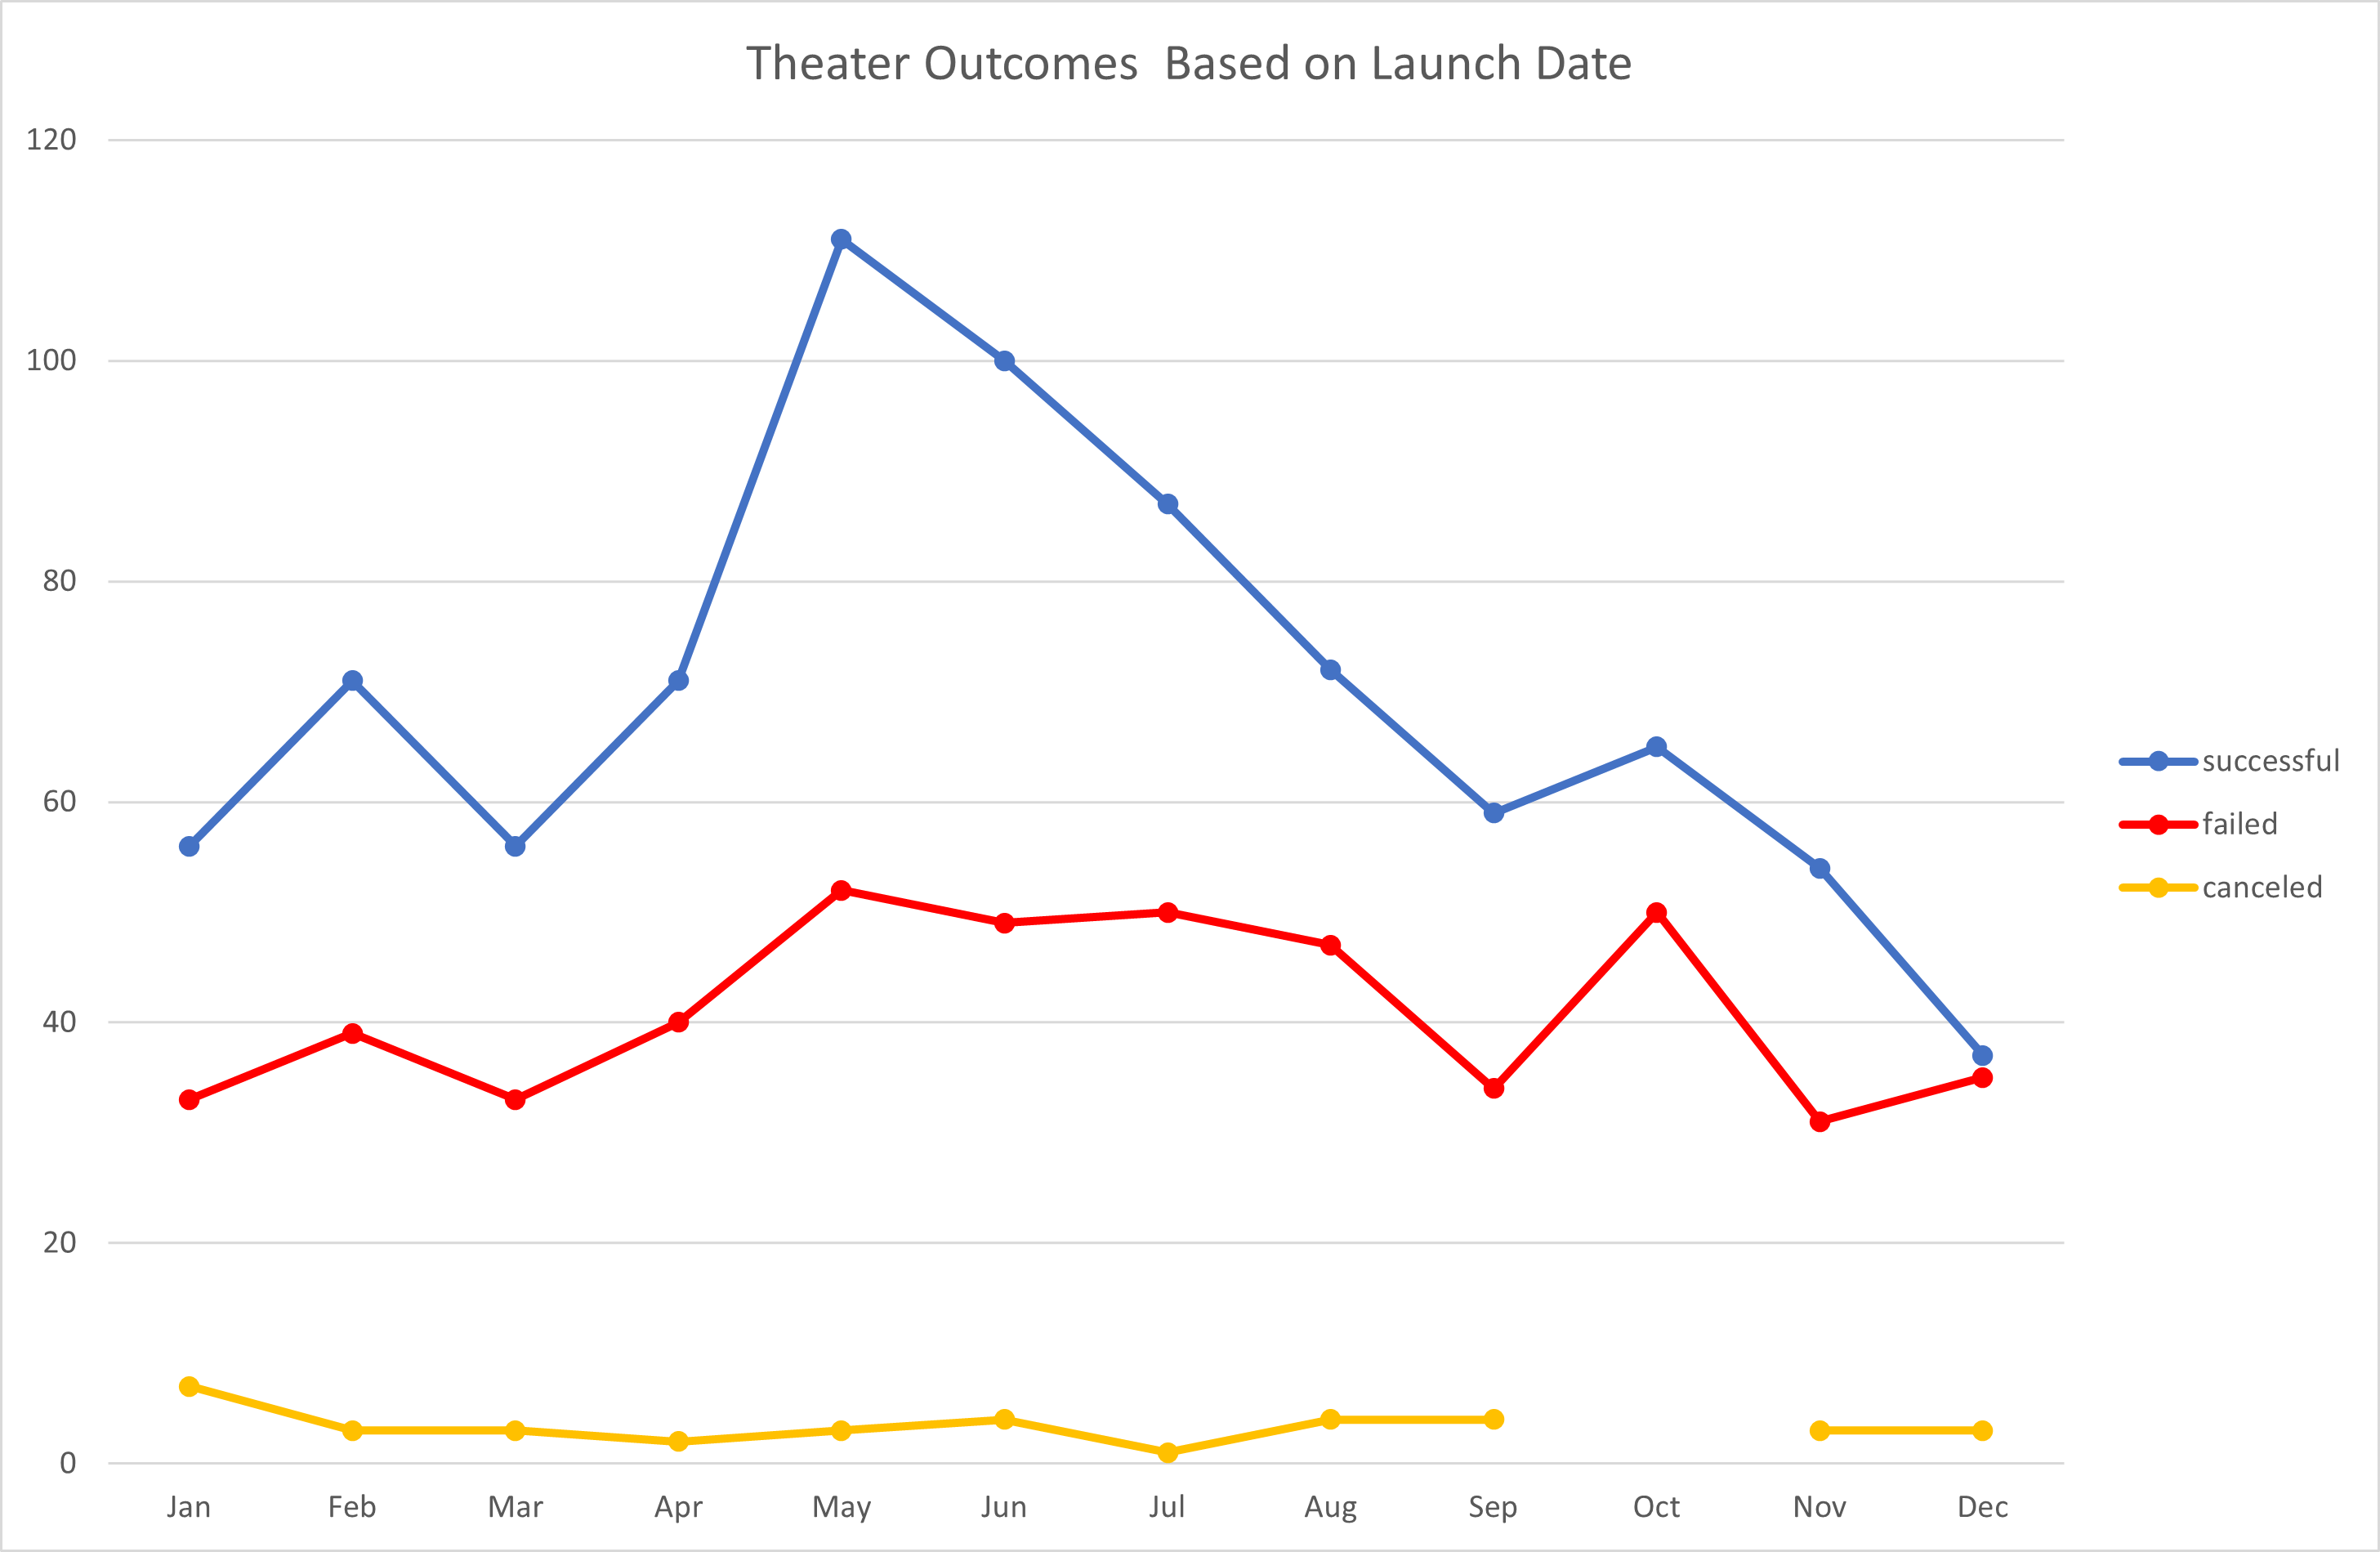 Theater Outcomes  Based on Launch Date
120
100
80
60
40
20
0
Jan Feb Mar Apr May Jun Jul Aug Sep Oct Nov Dec
successful
failed
canceled